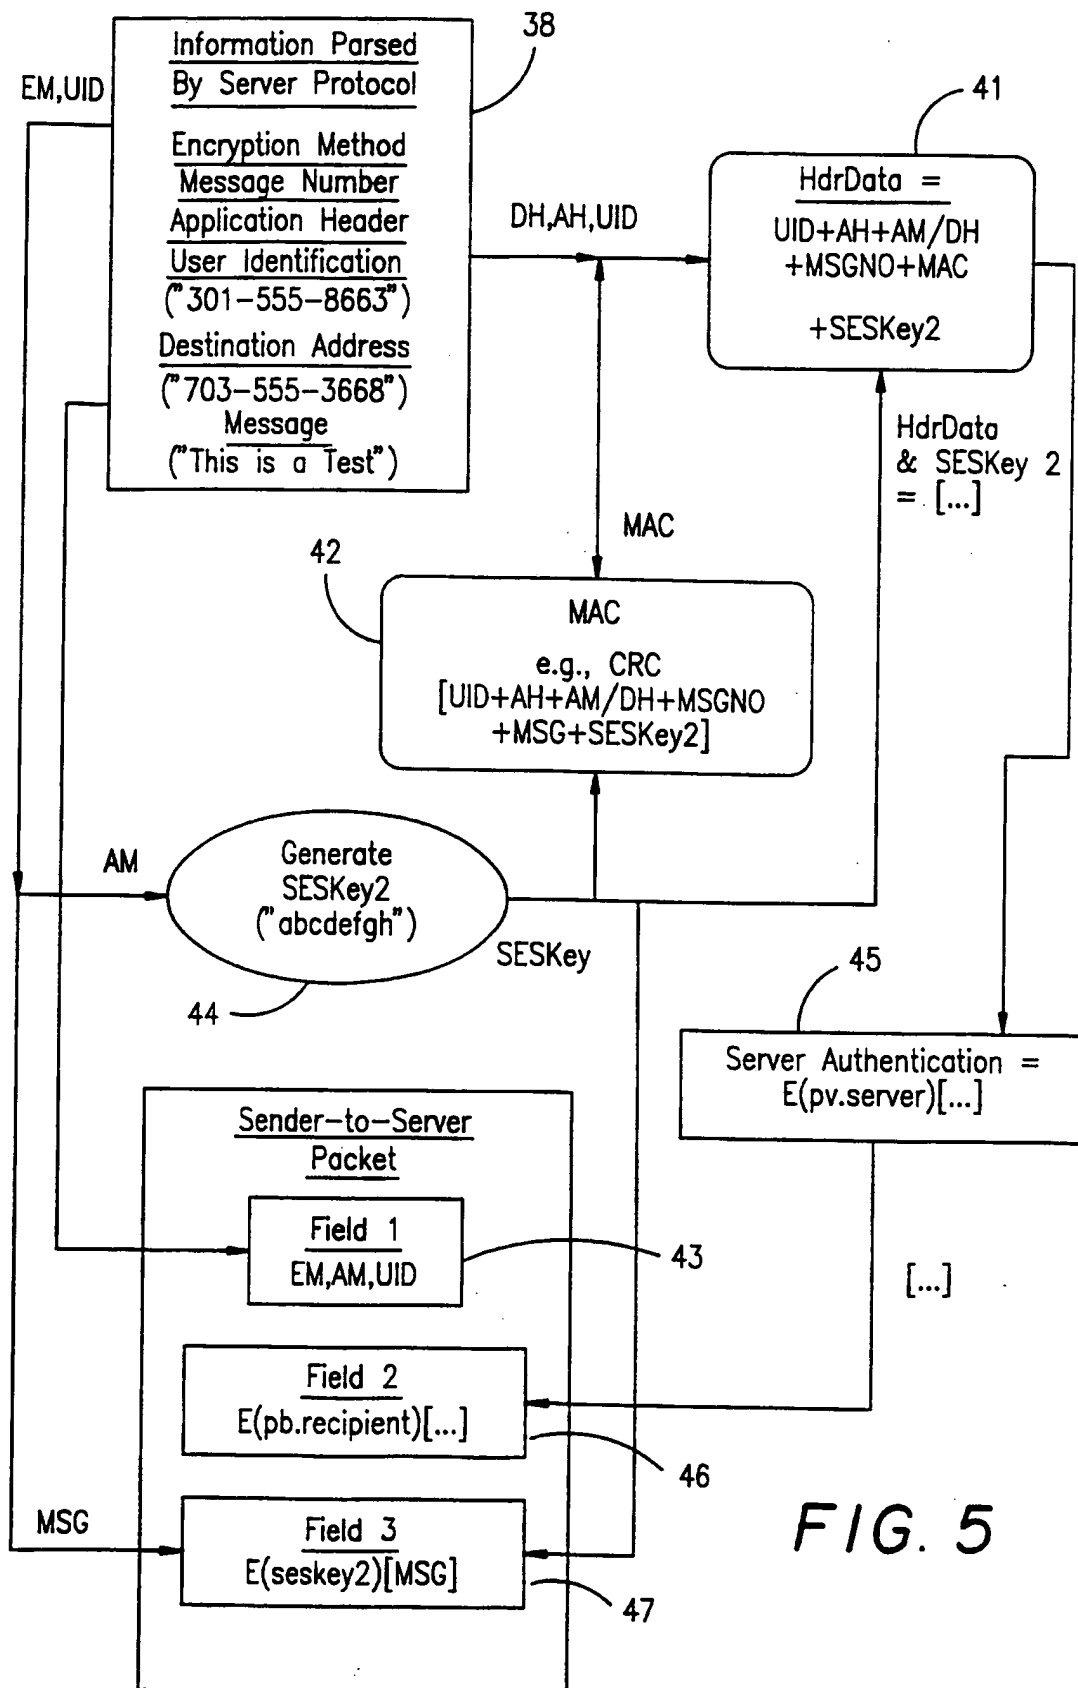 38
Information Parsed
By Server Protocol
Encryption Method
Message Number
Application Header
User Identification
("301-555-8663")
Destination Address
("703-555-3668")
Message
("This is a Test")
EM,UID
DH,AH,UID
41
HdrData =
UID+AH+AM/DH
+MSGNO+MAC
+SESKey2
HdrData
& SESKey 2
= [...]
MAC
42
MAC
e.g., CRC
[UID+AH+AM/DH+MSGNO
+MSG+SESKey2]
AM
Generate
SESKey2
("abcdefgh")
SESKey
44
45
Server Authentication =
E(pv.server)[...]
[...]
Sender-to-Server
Packet
Field 1
EM,AM,UID
43
Field 2
E(pb.recipient)[...]
46
MSG
Field 3
E(seskey2)[MSG]
47
FIG. 5